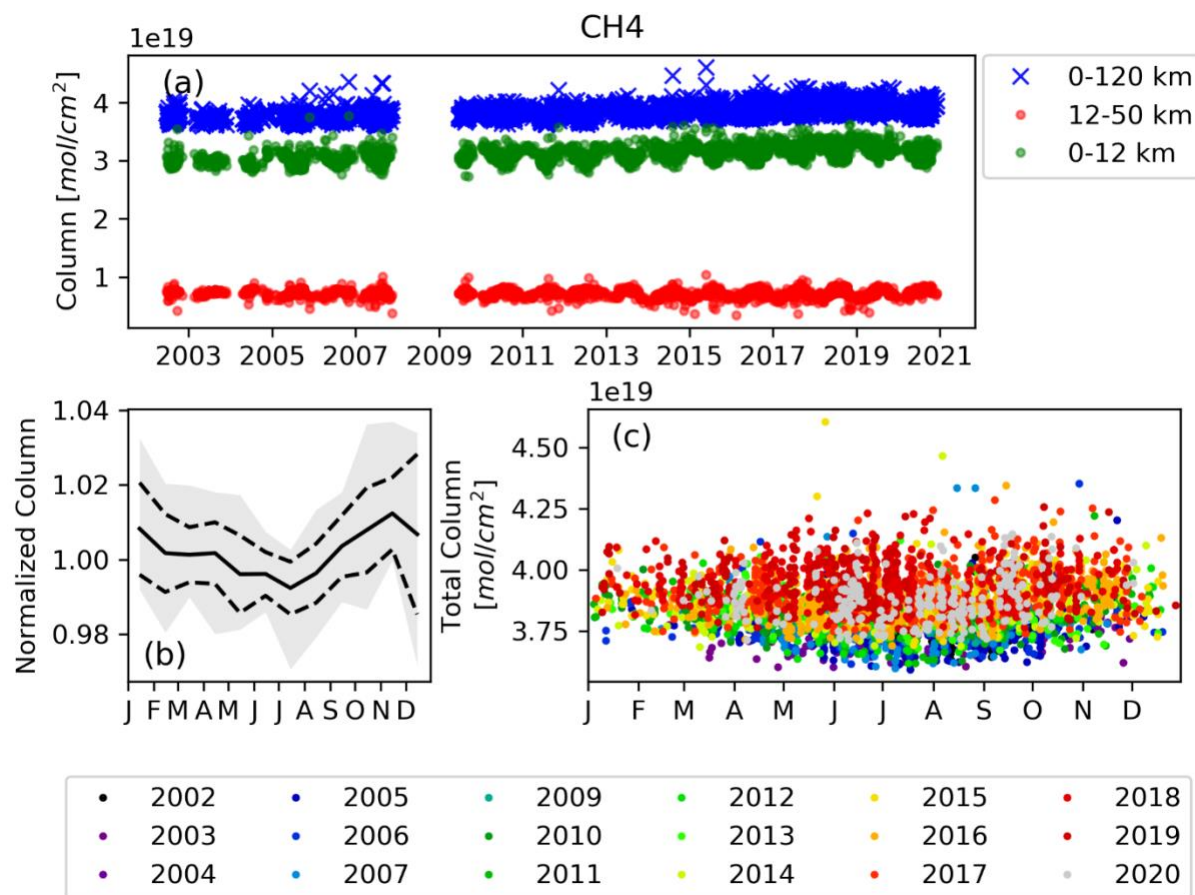 CH4
1e19
(a)
Column [mol/cm²]
4
3
2
1
2003 2005 2007 2009 2011 2013 2015 2017 2019 2021
0-120 km
12-50 km
0-12 km
Normalized Column
1.04
1.02
1.00
0.98
(b)
J F M A M J J A S O N D
1e19
(c)
Total Column
[mol/cm²]
4.50
4.25
4.00
3.75
J F M A M J J A S O N D
2002 2005 2009 2012 2015 2018
2003 2006 2010 2013 2016 2019
2004 2007 2011 2014 2017 2020